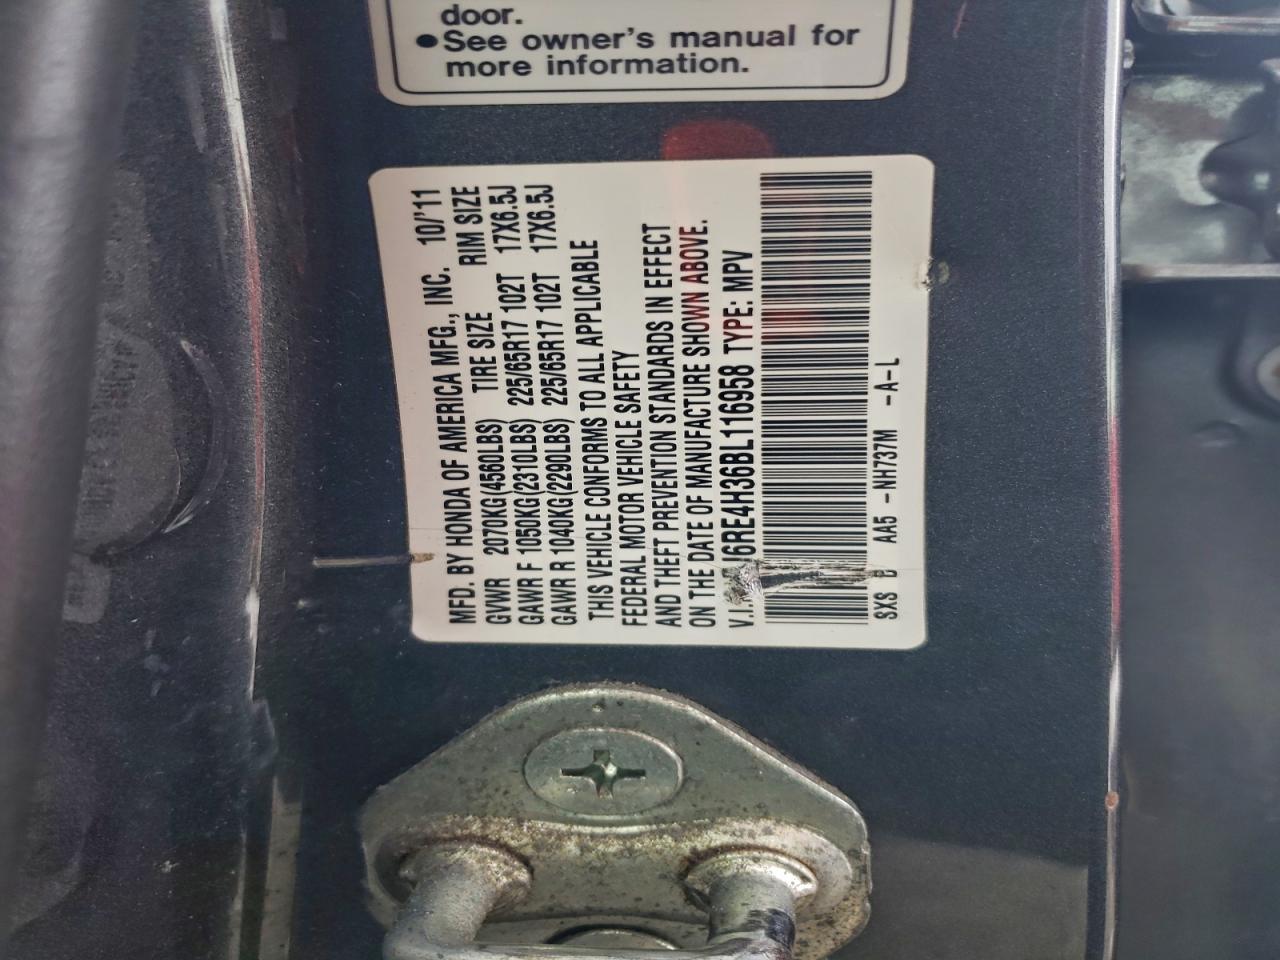 door.
●See owner's manual for
more information.
MFD. BY HONDA OF AMERICA MFG., INC. 10/'11
GVWR 2070KG(4560LBS) TIRE SIZE RIM SIZE
GAWR F 1050KG(2310LBS) 225/65R17 102T 17X6.5J
GAWR R 1040KG(2290LBS) 225/65R17 102T 17X6.5J
THIS VEHICLE CONFORMS TO ALL APPLICABLE
FEDERAL MOTOR VEHICLE SAFETY
AND THEFT PREVENTION STANDARDS IN EFFECT
ON THE DATE OF MANUFACTURE SHOWN ABOVE.
V.I. J6RE4H36BL116958 TYPE: MPV
SXS AA5 -NH737M -A-L